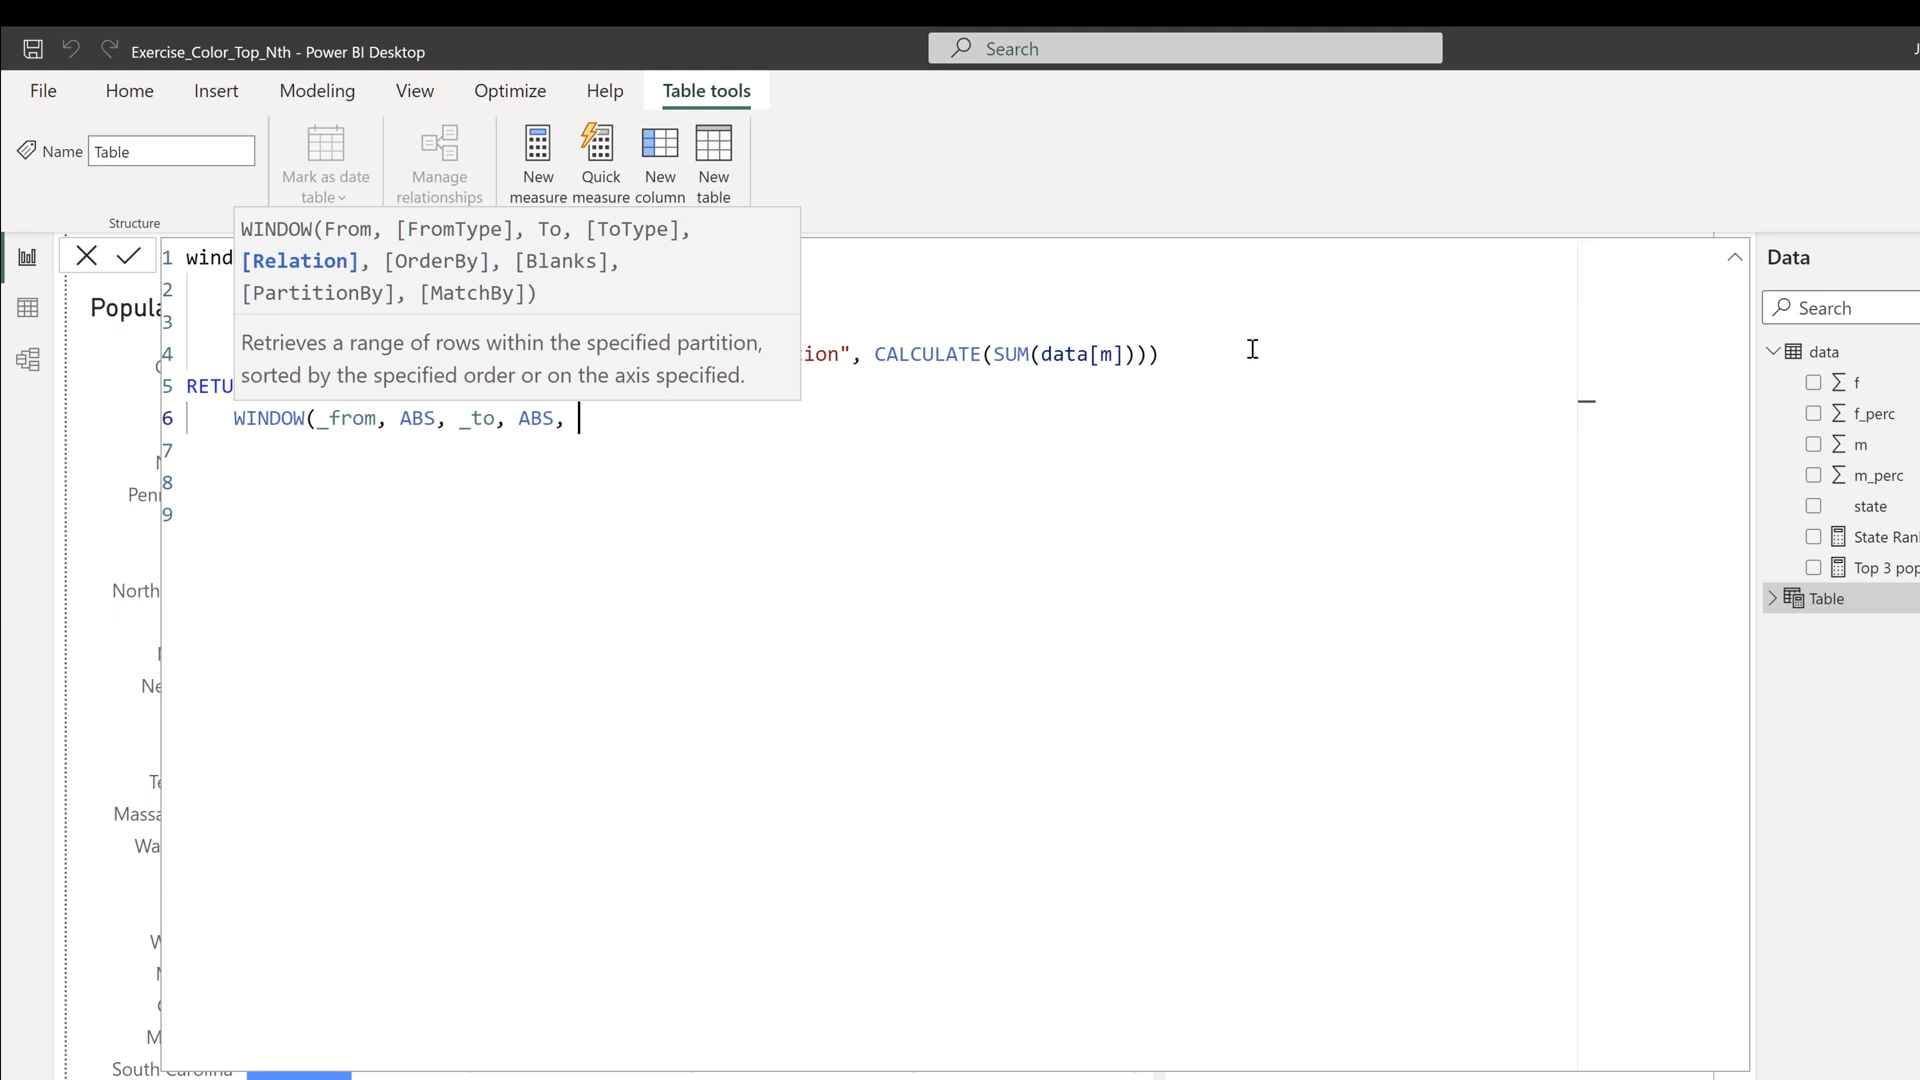 Exercise_Color_Top_Nth - Power BI Desktop
Search
File Home Insert Modeling View Optimize Help Table tools
Name Table
Mark as date table
Manage relationships
New measure
Quick measure
New column
New table
Structure
WINDOW(From, [FromType], To, [ToType],
[Relation], [OrderBy], [Blanks],
[PartitionBy], [MatchBy])
Retrieves a range of rows within the specified partition,
sorted by the specified order or on the axis specified.
1 wind
2
3
4 ion", CALCULATE(SUM(data[m])))
5 RETU
6 WINDOW(_from, ABS, _to, ABS,
7
8
9
Popula
Penn
North
Ne
Te
Massa
Wa
South Carolina
Data
Search
data
f
f_perc
m
m_perc
state
State Ran
Top 3 pop
Table